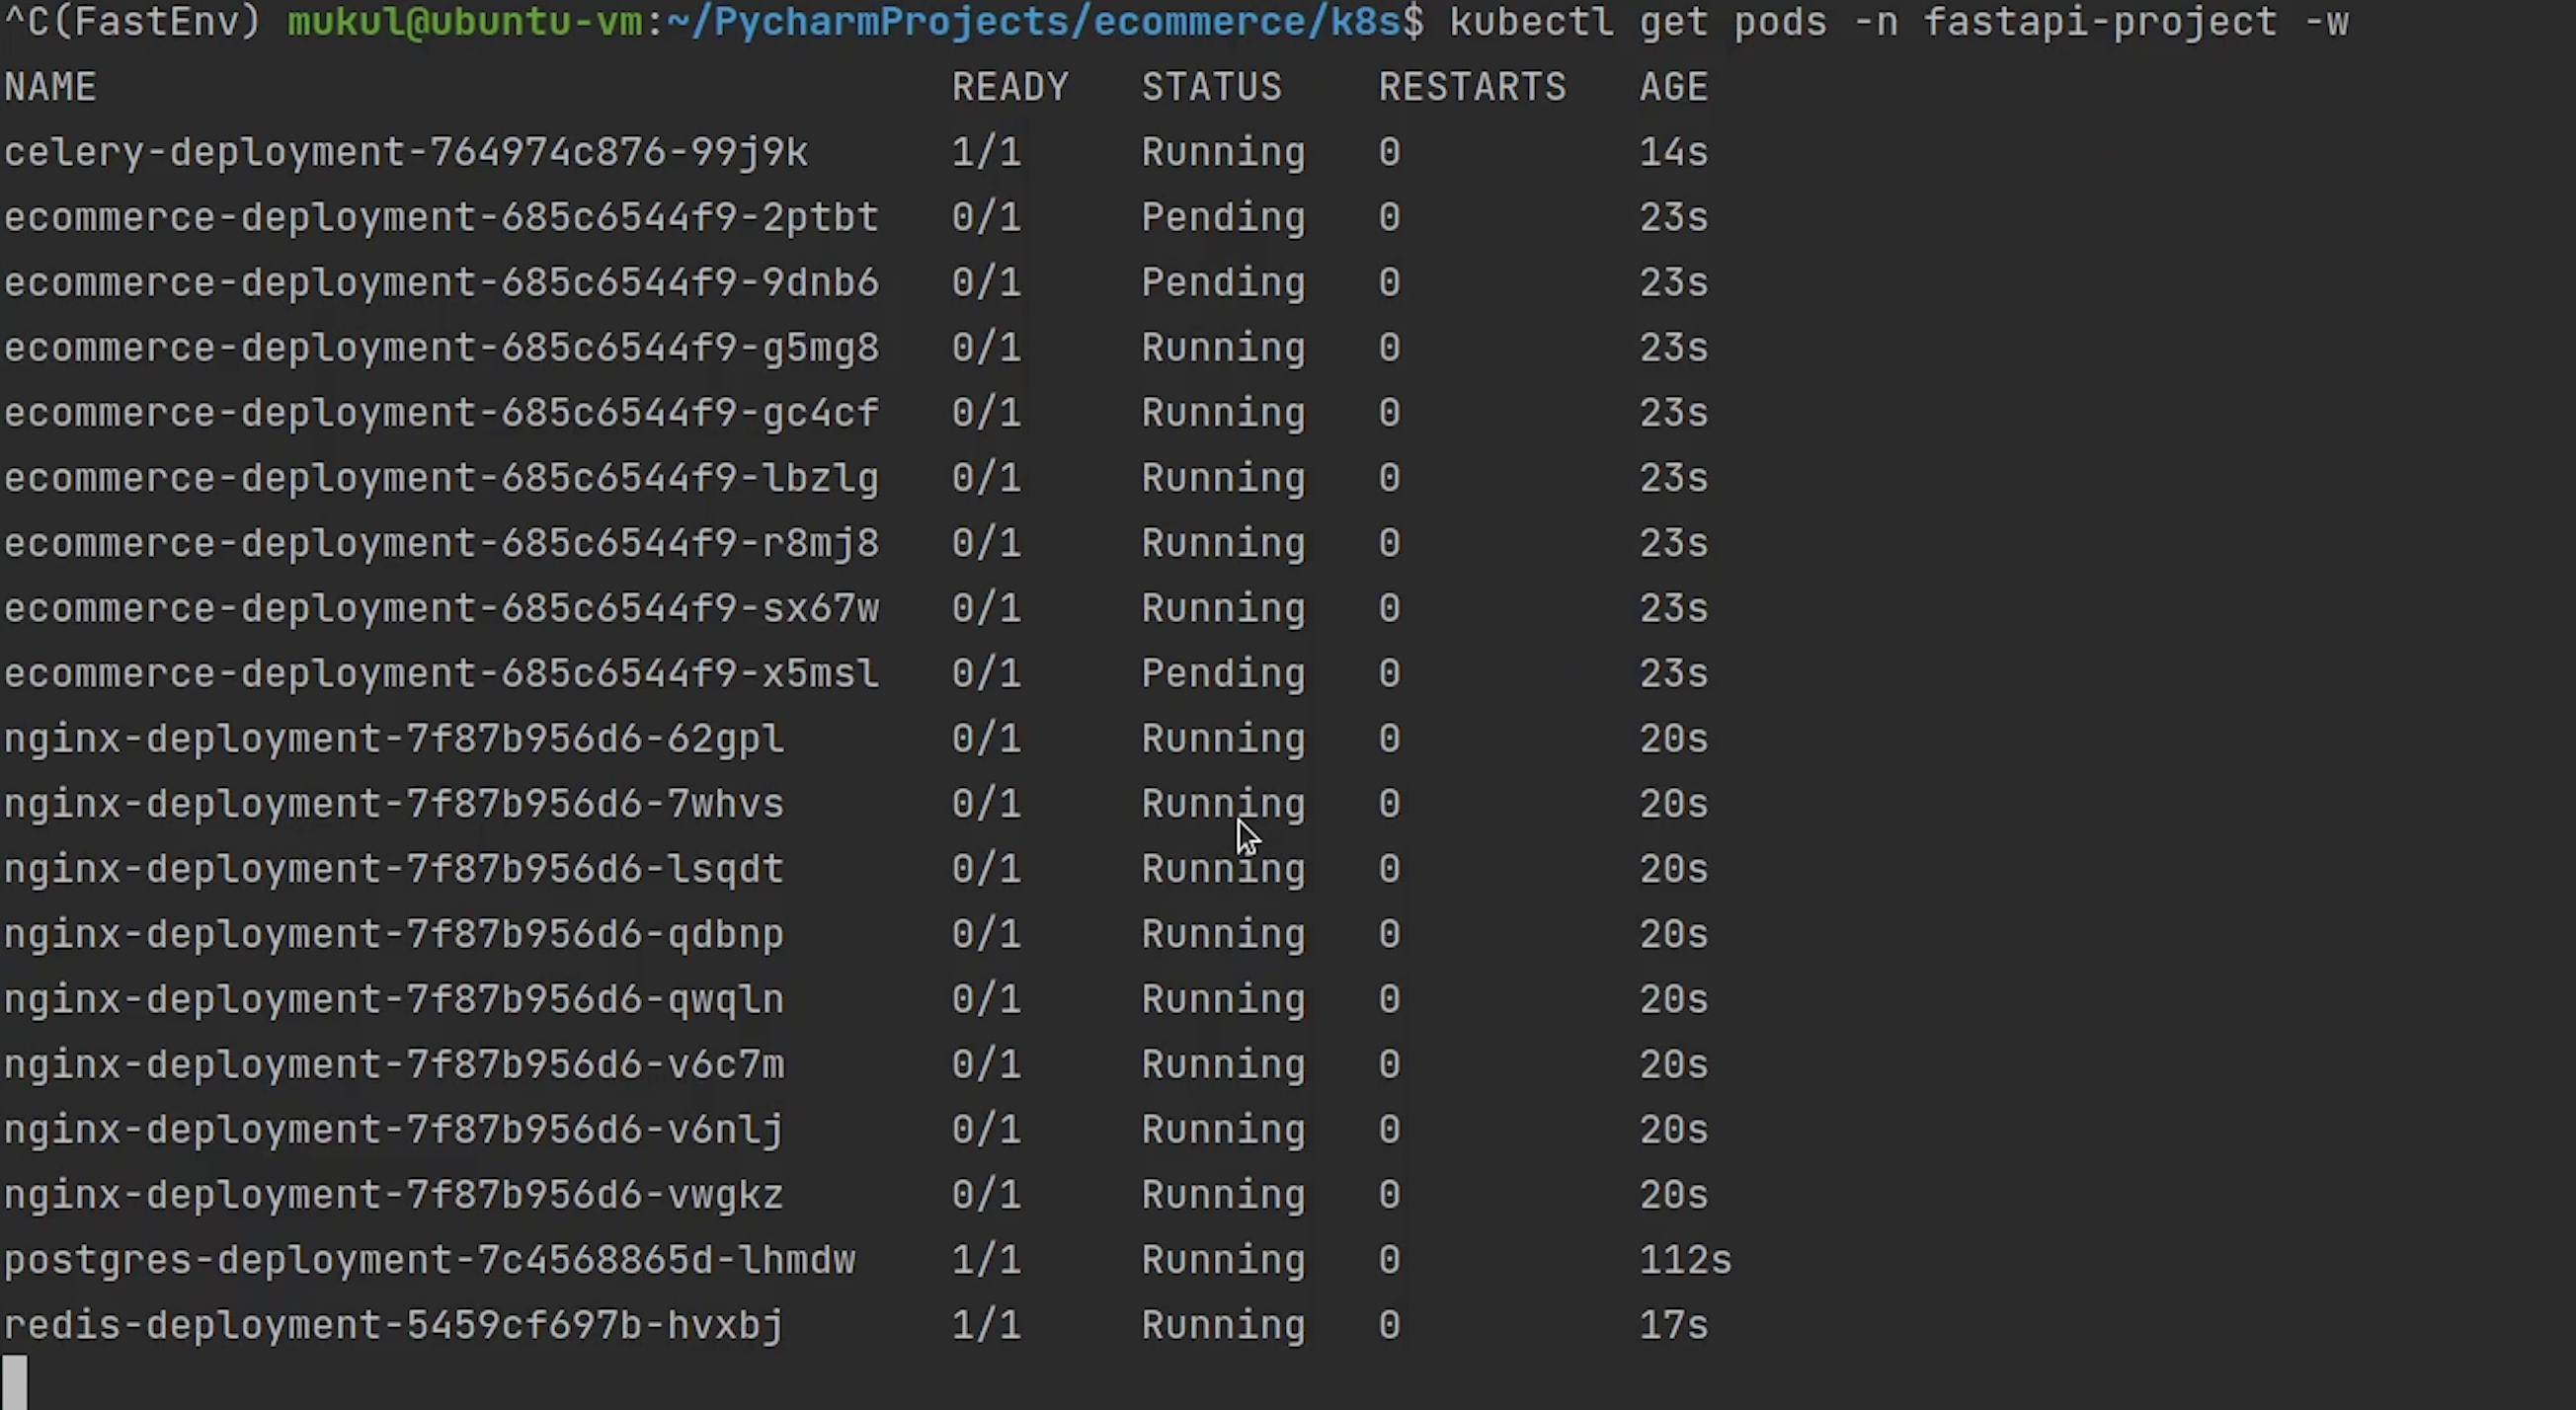 ^C(FastEnv) mukul@ubuntu-vm:~/PycharmProjects/ecommerce/k8s$ kubectl get pods -n fastapi-project -w
NAME READY STATUS RESTARTS AGE
celery-deployment-764974c876-99j9k 1/1 Running 0 14s
ecommerce-deployment-685c6544f9-2ptbt 0/1 Pending 0 23s
ecommerce-deployment-685c6544f9-9dnb6 0/1 Pending 0 23s
ecommerce-deployment-685c6544f9-g5mg8 0/1 Running 0 23s
ecommerce-deployment-685c6544f9-gc4cf 0/1 Running 0 23s
ecommerce-deployment-685c6544f9-lbzlg 0/1 Running 0 23s
ecommerce-deployment-685c6544f9-r8mj8 0/1 Running 0 23s
ecommerce-deployment-685c6544f9-sx67w 0/1 Running 0 23s
ecommerce-deployment-685c6544f9-x5msl 0/1 Pending 0 23s
nginx-deployment-7f87b956d6-62gpl 0/1 Running 0 20s
nginx-deployment-7f87b956d6-7whvs 0/1 Running 0 20s
nginx-deployment-7f87b956d6-lsqdt 0/1 Running 0 20s
nginx-deployment-7f87b956d6-qdbnp 0/1 Running 0 20s
nginx-deployment-7f87b956d6-qwqln 0/1 Running 0 20s
nginx-deployment-7f87b956d6-v6c7m 0/1 Running 0 20s
nginx-deployment-7f87b956d6-v6nlj 0/1 Running 0 20s
nginx-deployment-7f87b956d6-vwgkz 0/1 Running 0 20s
postgres-deployment-7c4568865d-lhmdw 1/1 Running 0 112s
redis-deployment-5459cf697b-hvxbj 1/1 Running 0 17s